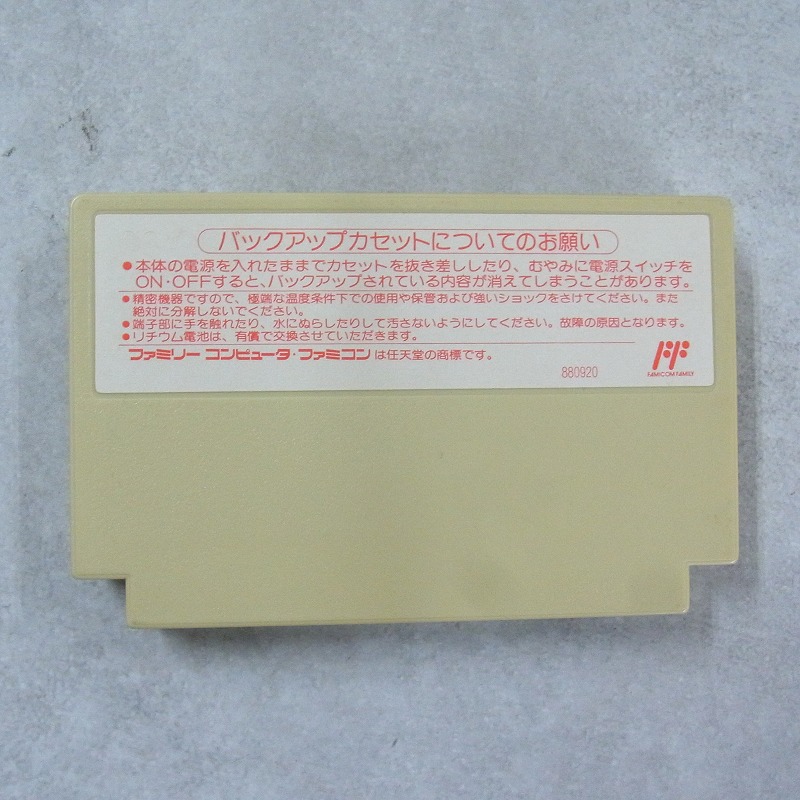 バックアップカセットについてのお願い
●本体の電源を入れたままでカセットを抜き差ししたり、むやみに電源スイッチを
ON・OFFすると、バックアップされている内容が消えてしまうことがあります。
●精密機器ですので、極端な温度条件下での使用や保管および強いショックをさけてください。また
絶対に分解しないでください。
●端子部に手を触れたり、水にぬらしたりして汚さないようにしてください。故障の原因となります。
●リチウム電池は、有償で交換させていただきます。
ファミリー コンピュータ・ファミコン は任天堂の商標です。
FAMICOM FAMILY
880920